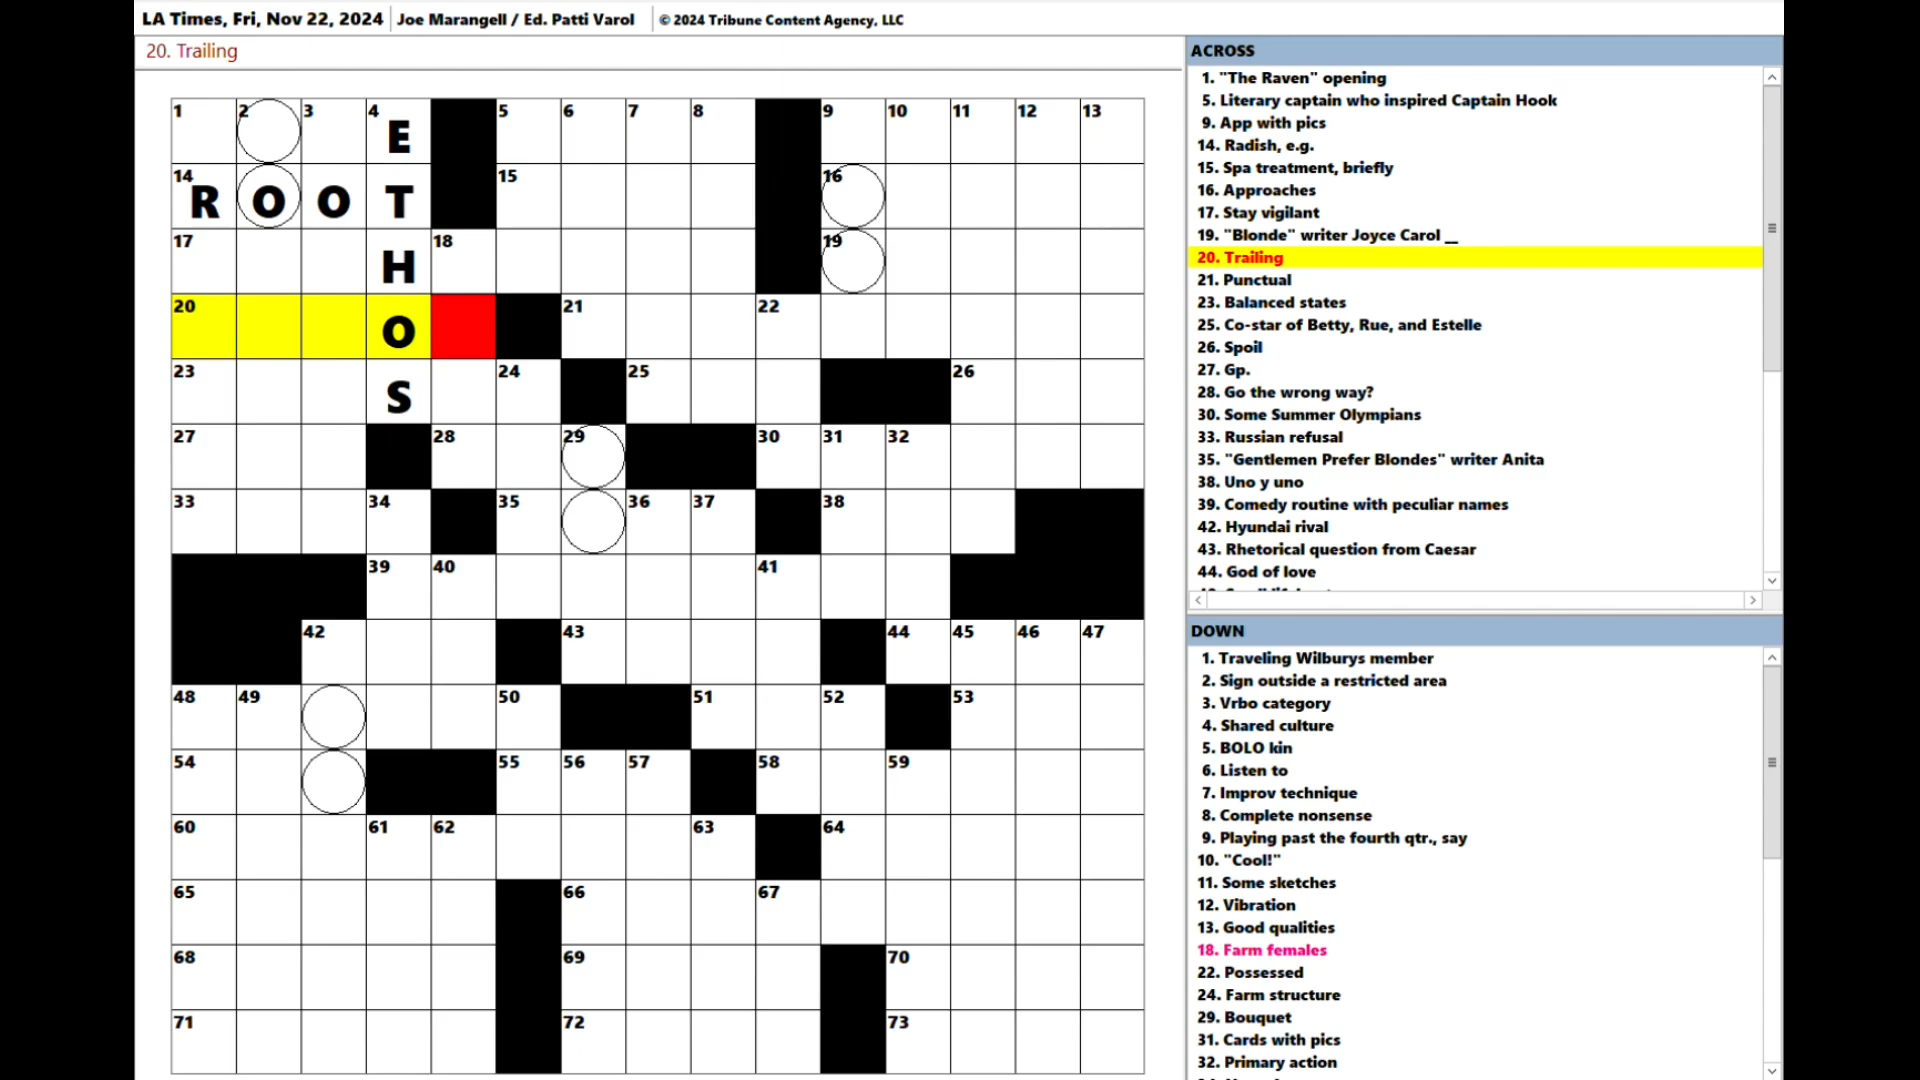 LA Times, Fri, Nov 22, 2024 Joe Marangell / Ed. Patti Varol © 2024 Tribune Content Agency, LLC
20. Trailing
1 2 3 4 E 5 6 7 8 9 10 11 12 13
14 R O O T 15 16
17 H 18 19
20 O 21 22
23 S 24 25 26
27 28 29 30 31 32
33 34 35 36 37 38
39 40 41
42 43 44 45 46 47
48 49 50 51 52 53
54 55 56 57 58 59
60 61 62 63 64
65 66 67
68 69 70
71 72 73
ACROSS
1. "The Raven" opening
5. Literary captain who inspired Captain Hook
9. App with pics
14. Radish, e.g.
15. Spa treatment, briefly
16. Approaches
17. Stay vigilant
19. "Blonde" writer Joyce Carol __
20. Trailing
21. Punctual
23. Balanced states
25. Co-star of Betty, Rue, and Estelle
26. Spoil
27. Gp.
28. Go the wrong way?
30. Some Summer Olympians
33. Russian refusal
35. "Gentlemen Prefer Blondes" writer Anita
38. Uno y uno
39. Comedy routine with peculiar names
42. Hyundai rival
43. Rhetorical question from Caesar
44. God of love
DOWN
1. Traveling Wilburys member
2. Sign outside a restricted area
3. Vrbo category
4. Shared culture
5. BOLO kin
6. Listen to
7. Improv technique
8. Complete nonsense
9. Playing past the fourth qtr., say
10. "Cool!"
11. Some sketches
12. Vibration
13. Good qualities
18. Farm females
22. Possessed
24. Farm structure
29. Bouquet
31. Cards with pics
32. Primary action